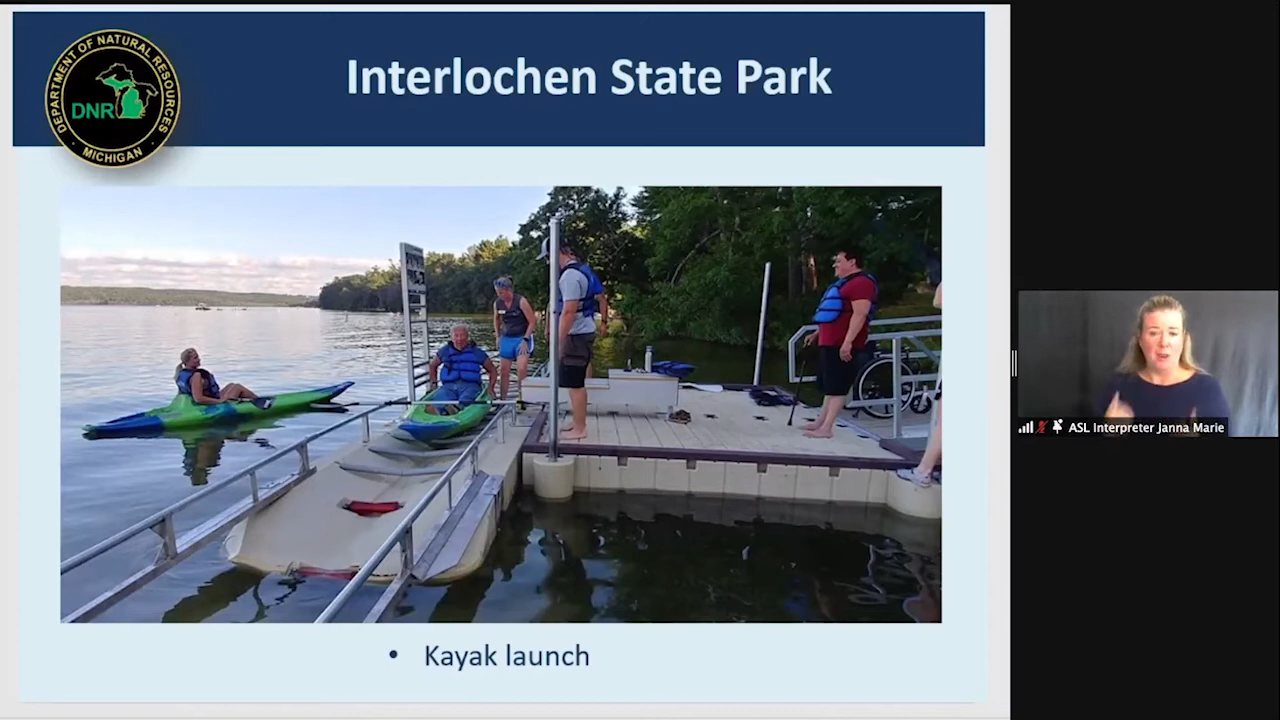 Interlochen State Park
DEPARTMENT OF NATURAL RESOURCES
DNR
MICHIGAN
• Kayak launch
ASL Interpreter Janna Marie